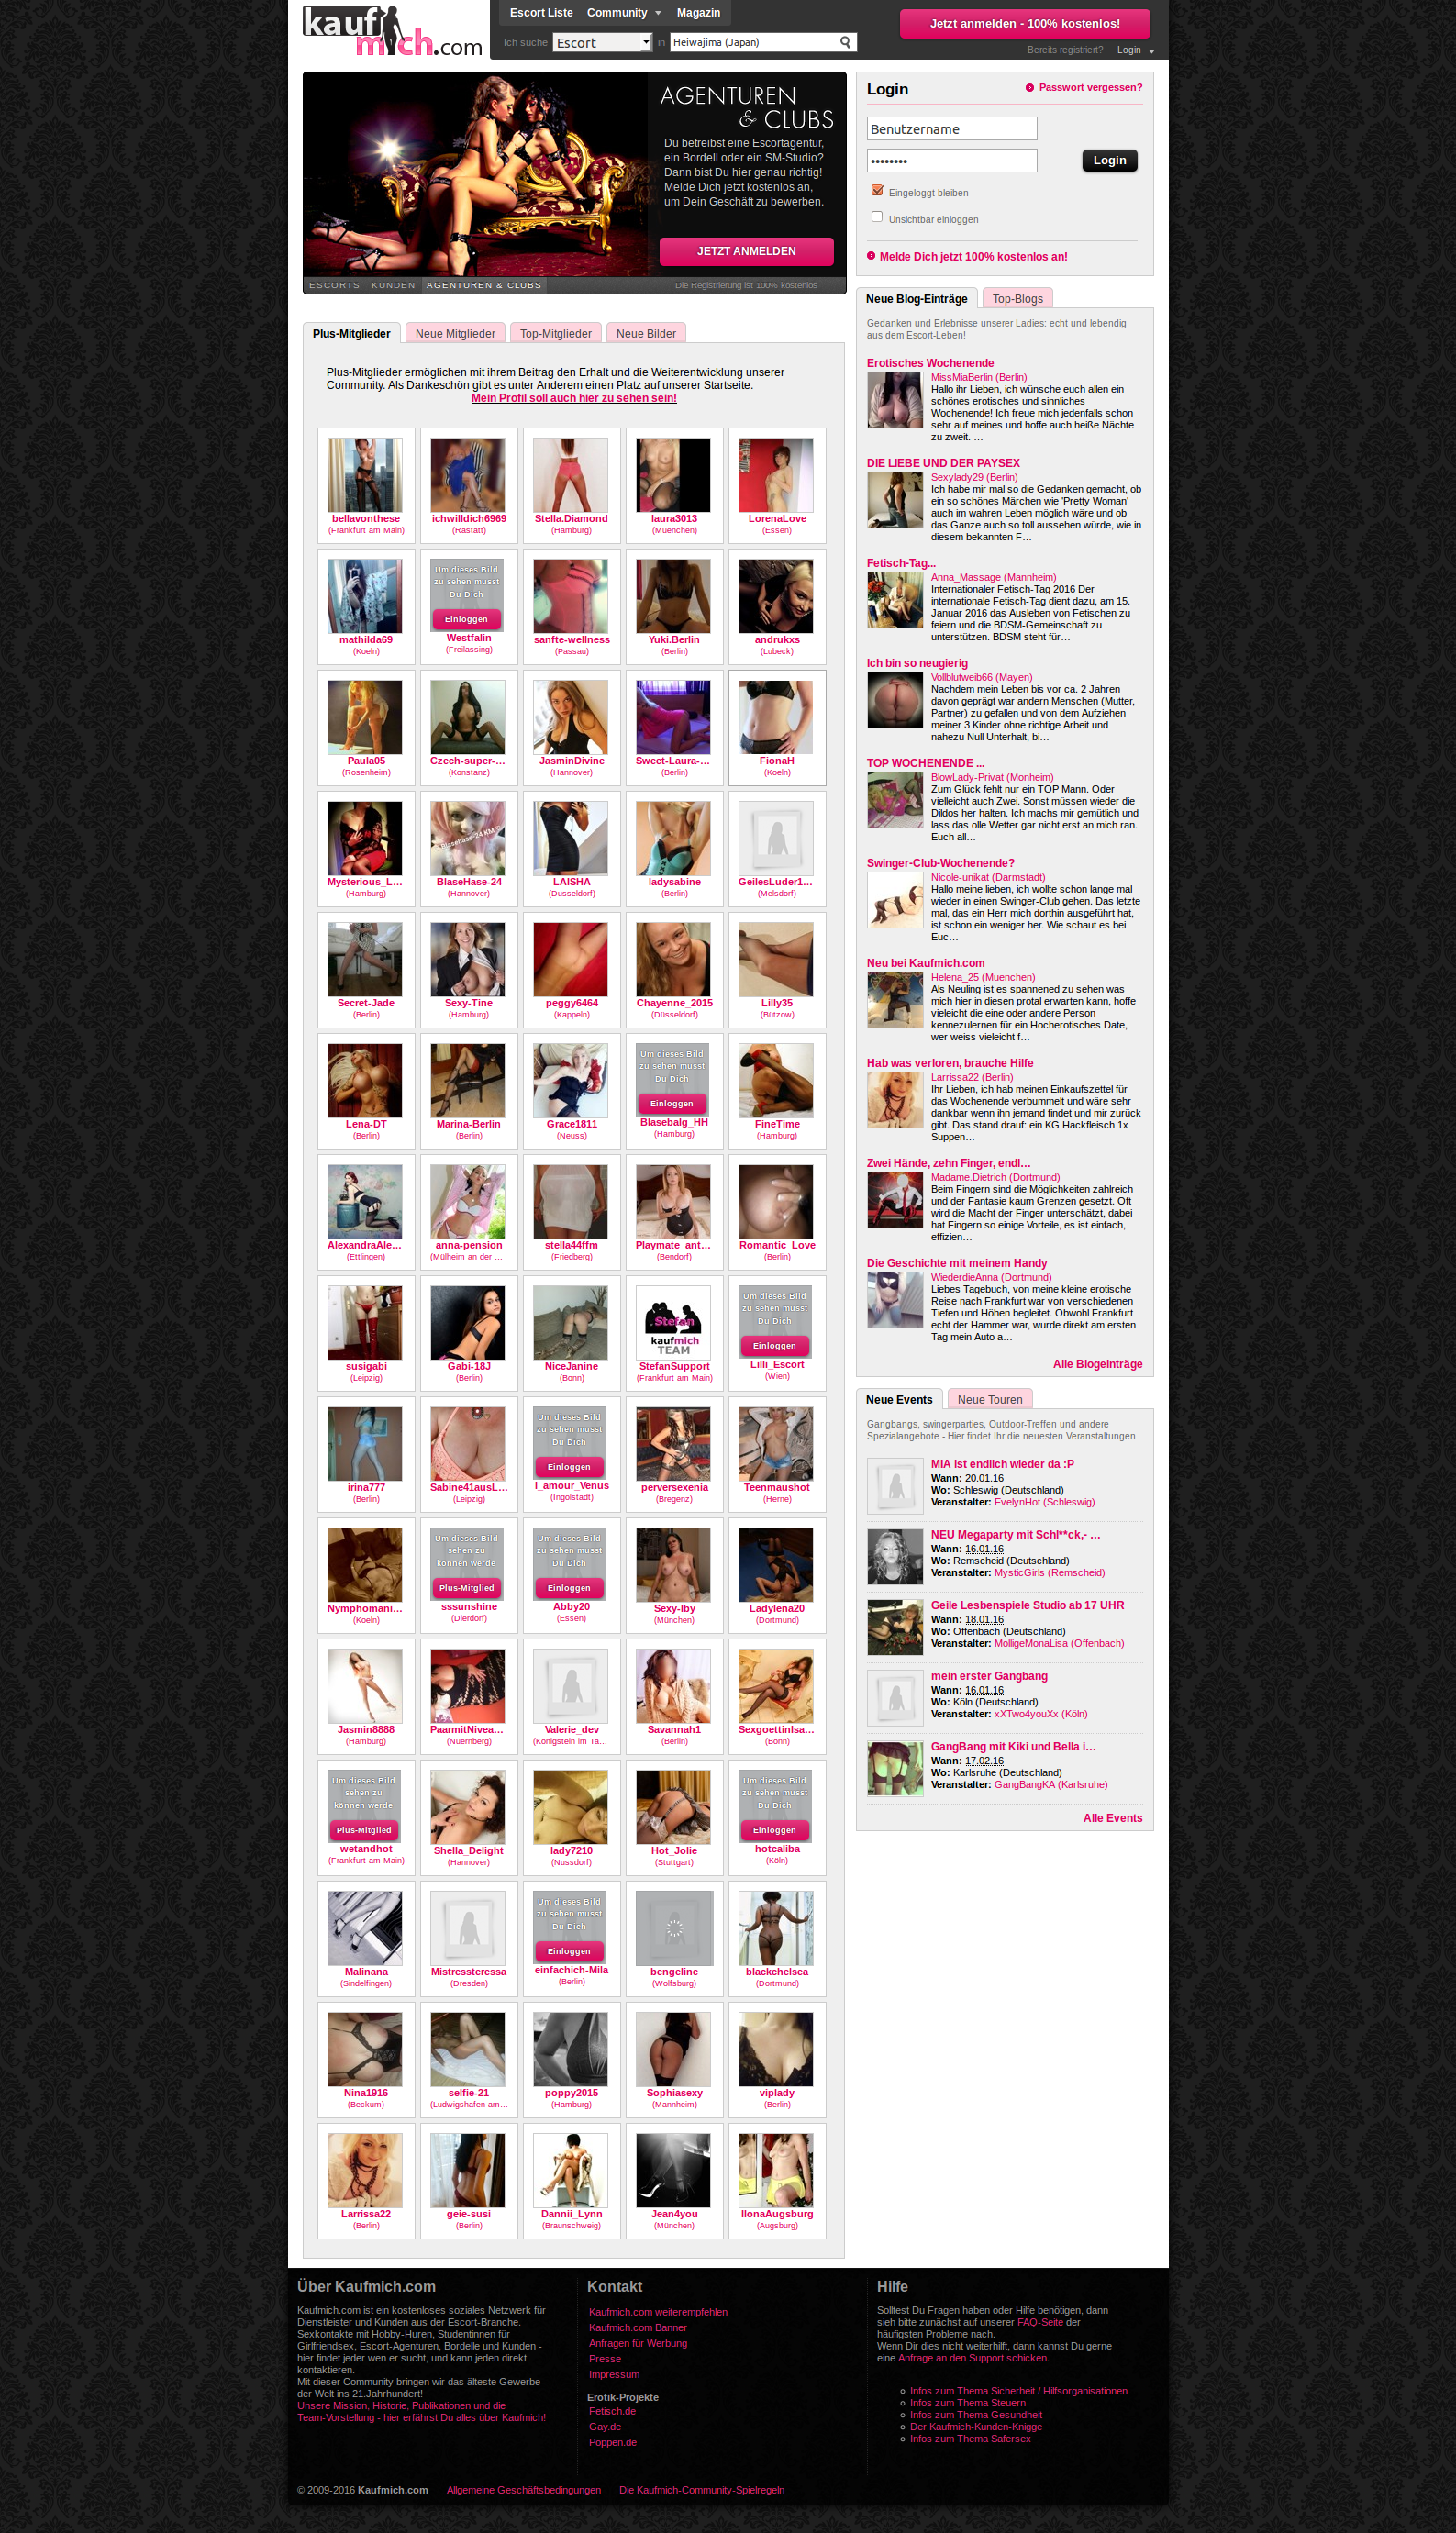 kaufmich.com
Escort Liste Community Magazin
Jetzt anmelden - 100% kostenlos!
Ich suche Escort in Heiwajima (Japan)
Bereits registriert? Login
AGENTUREN
& CLUBS
Du betreibst eine Escortagentur,
ein Bordell oder ein SM-Studio?
Dann bist Du hier genau richtig!
Melde Dich jetzt kostenlos an,
um Dein Geschäft zu bewerben.
JETZT ANMELDEN
ESCORTS KUNDEN AGENTUREN & CLUBS Die Registrierung ist 100% kostenlos
Login Passwort vergessen?
Benutzername
Login
Eingeloggt bleiben
Unsichtbar einloggen
Melde Dich jetzt 100% kostenlos an!
Plus-Mitglieder Neue Mitglieder Top-Mitglieder Neue Bilder
Plus-Mitglieder ermöglichen mit ihrem Beitrag den Erhalt und die Weiterentwicklung unserer
Community. Als Dankeschön gibt es unter Anderem einen Platz auf unserer Startseite.
Mein Profil soll auch hier zu sehen sein!
bellavonthese ichwilldich6969 Stella.Diamond laura3013 LorenaLove
(Frankfurt am Main) (Rastatt) (Hamburg) (Muenchen) (Essen)
Um dieses Bild
zu sehen musst
Du Dich
Einloggen
mathilda69 Westfalin sanfte-wellness Yuki.Berlin andrukxs
(Koeln) (Freilassing) (Passau) (Berlin) (Lubeck)
Paula05 Czech-super-... JasminDivine Sweet-Laura-... FionaH
(Rosenheim) (Konstanz) (Hannover) (Berlin) (Koeln)
Blasehase-24 KM
Mysterious_L... BlaseHase-24 LAISHA ladysabine GeilesLuder1...
(Hamburg) (Hannover) (Dusseldorf) (Berlin) (Melsdorf)
Secret-Jade Sexy-Tine peggy6464 Chayenne_2015 Lilly35
(Berlin) (Hamburg) (Kappeln) (Düsseldorf) (Bützow)
Um dieses Bild
zu sehen musst
Du Dich
Einloggen
Lena-DT Marina-Berlin Grace1811 Blasebalg_HH FineTime
(Berlin) (Berlin) (Neuss) (Hamburg) (Hamburg)
AlexandraAle... anna-pension stella44ffm Playmate_ant... Romantic_Love
(Ettlingen) (Mülheim an der ... (Friedberg) (Bendorf) (Berlin)
Stefan
kaufmich
TEAM
Um dieses Bild
zu sehen musst
Du Dich
Einloggen
susigabi Gabi-18J NiceJanine StefanSupport Lilli_Escort
(Leipzig) (Berlin) (Bonn) (Frankfurt am Main) (Wien)
Um dieses Bild
zu sehen musst
Du Dich
Einloggen
irina777 Sabine41ausL... l_amour_Venus perversexenia Teenmaushot
(Berlin) (Leipzig) (Ingolstadt) (Bregenz) (Herne)
Um dieses Bild
sehen zu
können werde
Plus-Mitglied
Um dieses Bild
zu sehen musst
Du Dich
Einloggen
Nymphomani... sssunshine Abby20 Sexy-Iby Ladylena20
(Koeln) (Dierdorf) (Essen) (München) (Dortmund)
Jasmin8888 PaarmitNivea... Valerie_dev Savannah1 SexgoettinIsa...
(Hamburg) (Nuernberg) (Königstein im Ta... (Berlin) (Bonn)
Um dieses Bild
sehen zu
können werde
Plus-Mitglied
Um dieses Bild
zu sehen musst
Du Dich
Einloggen
wetandhot Shella_Delight lady7210 Hot_Jolie hotcaliba
(Frankfurt am Main) (Hannover) (Nussdorf) (Stuttgart) (Köln)
Um dieses Bild
zu sehen musst
Du Dich
Einloggen
Malinana Mistressteressa einfachich-Mila bengeline blackchelsea
(Sindelfingen) (Dresden) (Berlin) (Wolfsburg) (Dortmund)
Nina1916 selfie-21 poppy2015 Sophiasexy viplady
(Beckum) (Ludwigshafen am... (Hamburg) (Mannheim) (Berlin)
Larrissa22 geie-susi Dannii_Lynn Jean4you IlonaAugsburg
(Berlin) (Berlin) (Braunschweig) (München) (Augsburg)
Neue Blog-Einträge Top-Blogs
Gedanken und Erlebnisse unserer Ladies: echt und lebendig
aus dem Escort-Leben!
Erotisches Wochenende
MissMiaBerlin (Berlin)
Hallo ihr Lieben, ich wünsche euch allen ein
schönes erotisches und sinnliches
Wochenende! Ich freue mich jedenfalls schon
sehr auf meines und hoffe auch heiße Nächte
zu zweit. ...
DIE LIEBE UND DER PAYSEX
Sexylady29 (Berlin)
Ich habe mir mal so die Gedanken gemacht, ob
ein so schönes Märchen wie 'Pretty Woman'
auch im wahren Leben möglich wäre und ob
das Ganze auch so toll aussehen würde, wie in
diesem bekannten F...
Fetisch-Tag...
Anna_Massage (Mannheim)
Internationaler Fetisch-Tag 2016 Der
internationale Fetisch-Tag dient dazu, am 15.
Januar 2016 das Ausleben von Fetischen zu
feiern und die BDSM-Gemeinschaft zu
unterstützen. BDSM steht für...
Ich bin so neugierig
Vollblutweib66 (Mayen)
Nachdem mein Leben bis vor ca. 2 Jahren
davon geprägt war andern Menschen (Mutter,
Partner) zu gefallen und von dem Aufziehen
meiner 3 Kinder ohne richtige Arbeit und
nahezu Null Unterhalt, bi...
TOP WOCHENENDE ...
BlowLady-Privat (Monheim)
Zum Glück fehlt nur ein TOP Mann. Oder
vielleicht auch Zwei. Sonst müssen wieder die
Dildos her halten. Ich machs mir gemütlich und
lass das olle Wetter gar nicht erst an mich ran.
Euch all...
Swinger-Club-Wochenende?
Nicole-unikat (Darmstadt)
Hallo meine lieben, ich wollte schon lange mal
wieder in einen Swinger-Club gehen. Das letzte
mal, das ein Herr mich dorthin ausgeführt hat,
ist schon ein weniger her. Wie schaut es bei
Euc...
Neu bei Kaufmich.com
Helena_25 (Muenchen)
Als Neuling ist es spannened zu sehen was
mich hier in diesen protal erwarten kann, hoffe
vieleicht die eine oder andere Person
kennezulernen für ein Hocherotisches Date,
wer weiss vieleicht f...
Hab was verloren, brauche Hilfe
Larrissa22 (Berlin)
Ihr Lieben, ich hab meinen Einkaufszettel für
das Wochenende verbummelt und wäre sehr
dankbar wenn ihn jemand findet und mir zurück
gibt. Das stand drauf: ein KG Hackfleisch 1x
Suppen...
Zwei Hände, zehn Finger, endl...
Madame.Dietrich (Dortmund)
Beim Fingern sind die Möglichkeiten zahlreich
und der Fantasie kaum Grenzen gesetzt. Oft
wird die Macht der Finger unterschätzt, dabei
hat Fingern so einige Vorteile, es ist einfach,
effizien...
Die Geschichte mit meinem Handy
WiederdieAnna (Dortmund)
Liebes Tagebuch, von meine kleine erotische
Reise nach Frankfurt war von verschiedenen
Tiefen und Höhen begleitet. Obwohl Frankfurt
echt der Hammer war, wurde direkt am ersten
Tag mein Auto a...
Alle Blogeinträge
Neue Events Neue Touren
Gangbangs, swingerparties, Outdoor-Treffen und andere
Spezialangebote - Hier findet Ihr die neuesten Veranstaltungen
MIA ist endlich wieder da :P
Wann: 20.01.16
Wo: Schleswig (Deutschland)
Veranstalter: EvelynHot (Schleswig)
NEU Megaparty mit Schl**ck,- ...
Wann: 16.01.16
Wo: Remscheid (Deutschland)
Veranstalter: MysticGirls (Remscheid)
Geile Lesbenspiele Studio ab 17 UHR
Wann: 18.01.16
Wo: Offenbach (Deutschland)
Veranstalter: MolligeMonaLisa (Offenbach)
mein erster Gangbang
Wann: 16.01.16
Wo: Köln (Deutschland)
Veranstalter: xXTwo4youXx (Köln)
GangBang mit Kiki und Bella i...
Wann: 17.02.16
Wo: Karlsruhe (Deutschland)
Veranstalter: GangBangKA (Karlsruhe)
Alle Events
Über Kaufmich.com
Kaufmich.com ist ein kostenloses soziales Netzwerk für
Dienstleister und Kunden aus der Escort-Branche.
Sexkontakte mit Hobby-Huren, Studentinnen für
Girlfriendsex, Escort-Agenturen, Bordelle und Kunden -
hier findet jeder wen er sucht, und kann jeden direkt
kontaktieren.
Mit dieser Community bringen wir das älteste Gewerbe
der Welt ins 21.Jahrhundert!
Unsere Mission, Historie, Publikationen und die
Team-Vorstellung - hier erfährst Du alles über Kaufmich!
Kontakt
Kaufmich.com weiterempfehlen
Kaufmich.com Banner
Anfragen für Werbung
Presse
Impressum
Erotik-Projekte
Fetisch.de
Gay.de
Poppen.de
Hilfe
Solltest Du Fragen haben oder Hilfe benötigen, dann
sieh bitte zunächst auf unserer FAQ-Seite der
häufigsten Probleme nach.
Wenn Dir dies nicht weiterhilft, dann kannst Du gerne
eine Anfrage an den Support schicken.
Infos zum Thema Sicherheit / Hilfsorganisationen
Infos zum Thema Steuern
Infos zum Thema Gesundheit
Der Kaufmich-Kunden-Knigge
Infos zum Thema Safersex
© 2009-2016 Kaufmich.com Allgemeine Geschäftsbedingungen Die Kaufmich-Community-Spielregeln